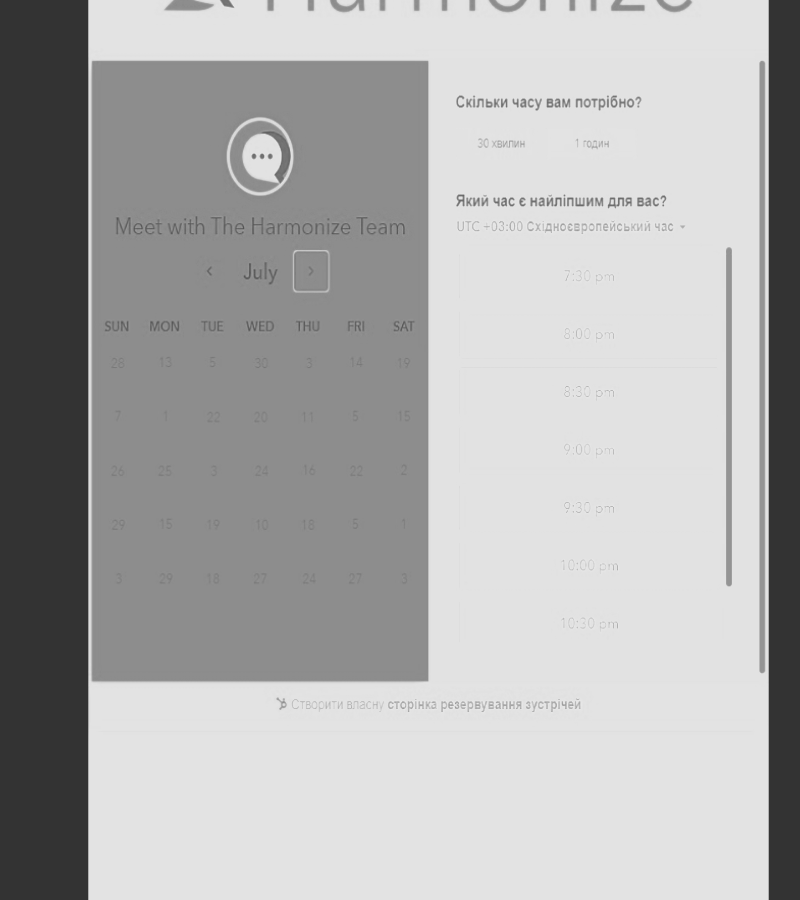 Harmonize
Meet with The Harmonize Team
July
SUN MON TUE WED THU FRI SAT
28 13 5 30 3 14 19
7 1 22 20 11 5 15
26 25 3 24 16 22 2
29 15 19 10 18 5 1
3 29 18 27 24 27 3
Скільки часу вам потрібно?
30 хвилин 1 годин
Який час є найліпшим для вас?
UTC +03:00 Східноєвропейський час
7:30 pm
8:00 pm
8:30 pm
9:00 pm
9:30 pm
10:00 pm
10:30 pm
Створити власну сторінка резервування зустрічей